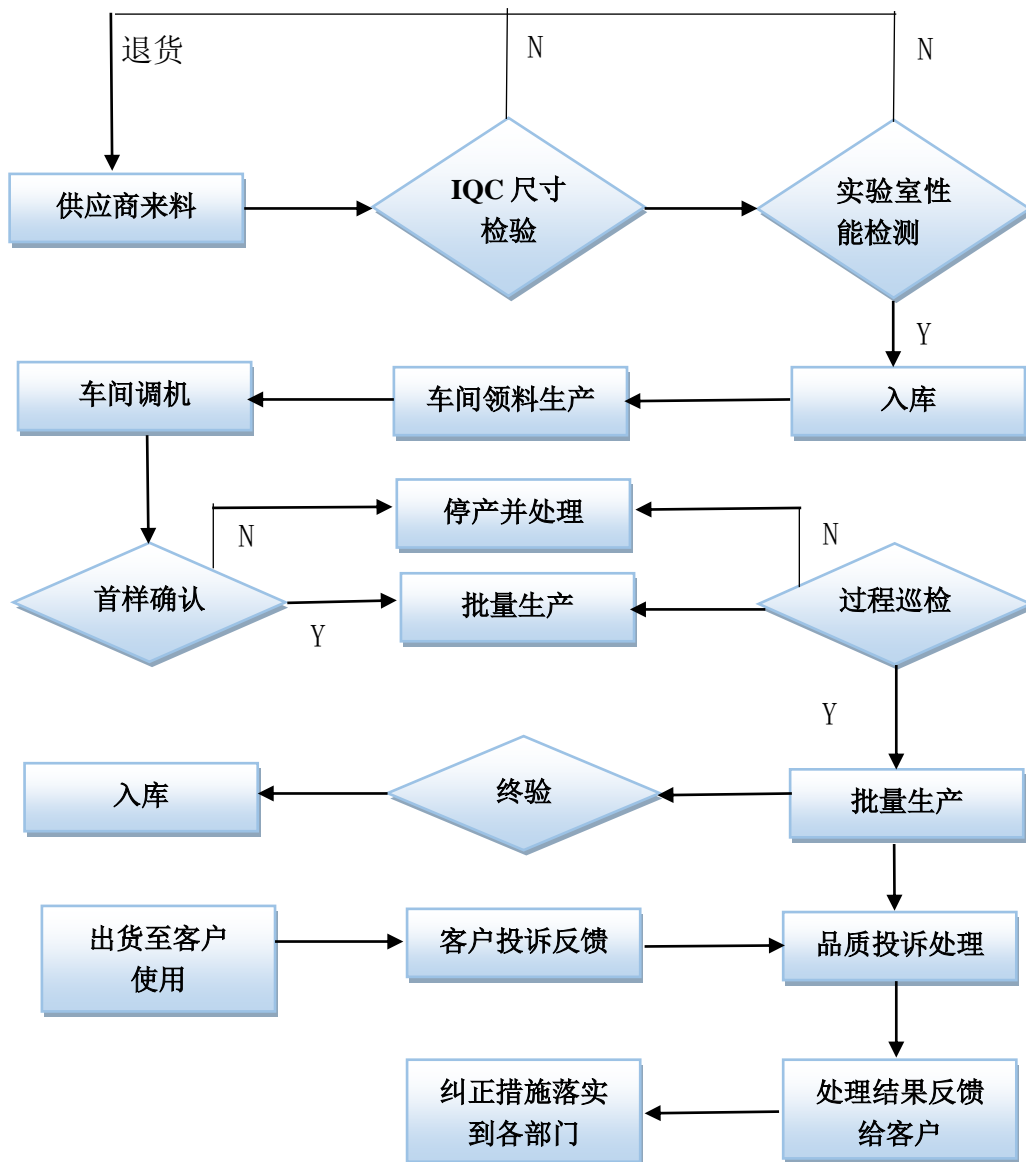 退货
N
N
供应商来料
IQC 尺寸
检验
实验室性
能检测
Y
车间调机
车间领料生产
入库
停产并处理
N
N
首样确认
批量生产
过程巡检
Y
Y
入库
终验
批量生产
出货至客户
使用
客户投诉反馈
品质投诉处理
纠正措施落实
到各部门
处理结果反馈
给客户